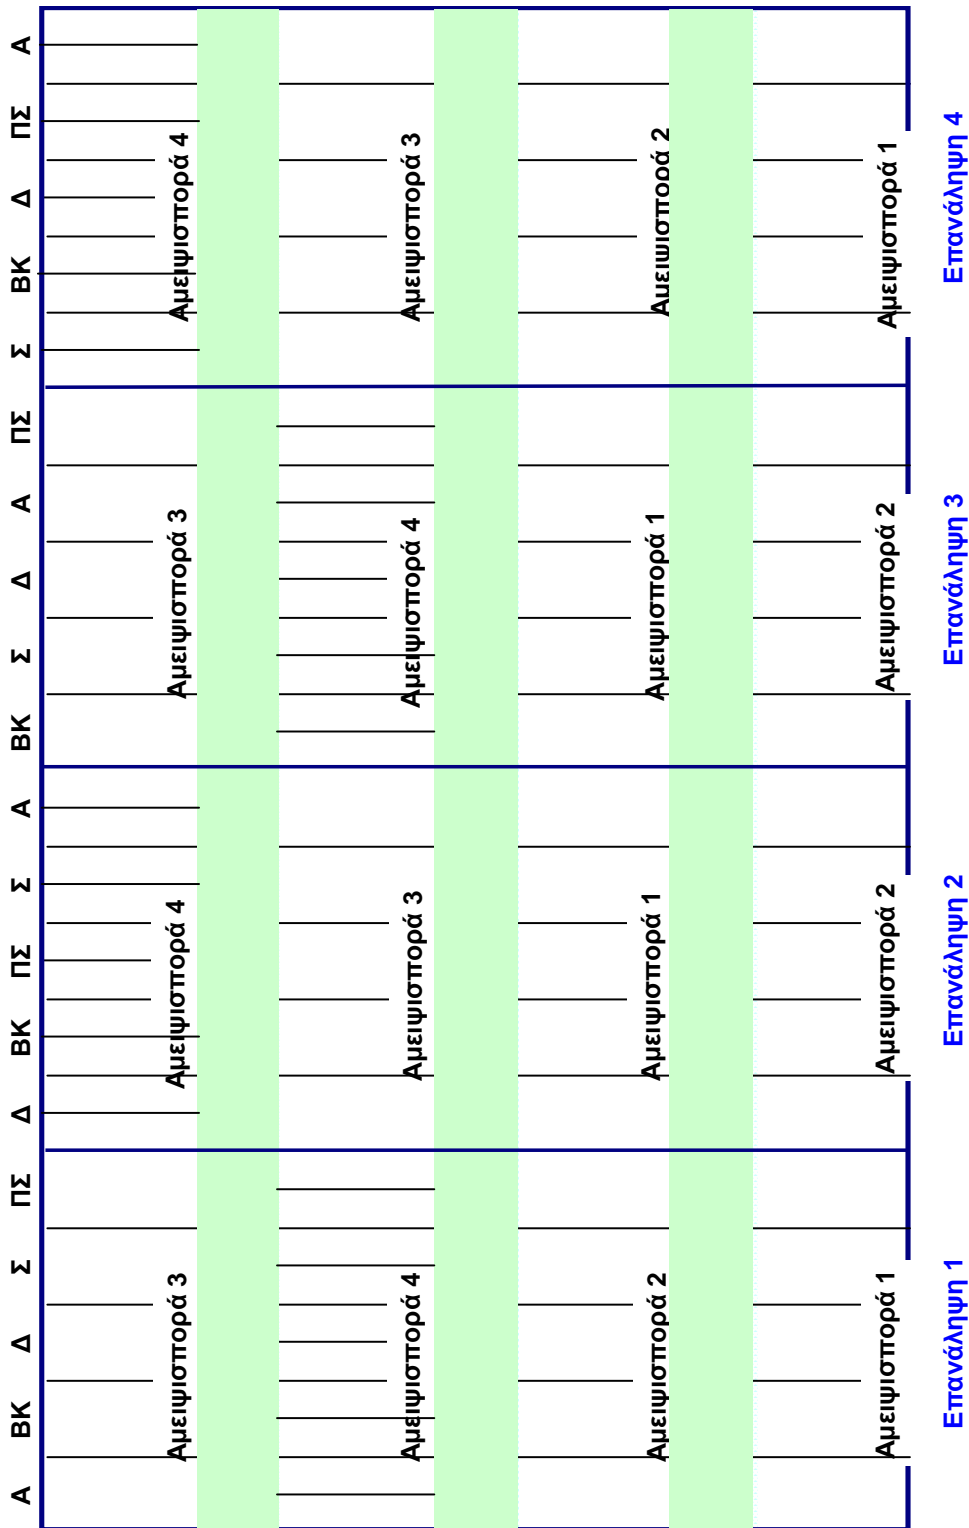 Α ΒΚ Δ Σ ΠΣ Δ ΒΚ ΠΣ Σ Α ΒΚ Σ Δ Α ΠΣ Σ ΒΚ Δ ΠΣ Α
Αμειψισπορά 3 Αμειψισπορά 4 Αμειψισπορά 3 Αμειψισπορά 4
Αμειψισπορά 4 Αμειψισπορά 3 Αμειψισπορά 4 Αμειψισπορά 3
Αμειψισπορά 2 Αμειψισπορά 1 Αμειψισπορά 1 Αμειψισπορά 2
Αμειψισπορά 1 Αμειψισπορά 2 Αμειψισπορά 2 Αμειψισπορά 1
Επανάληψη 1 Επανάληψη 2 Επανάληψη 3 Επανάληψη 4